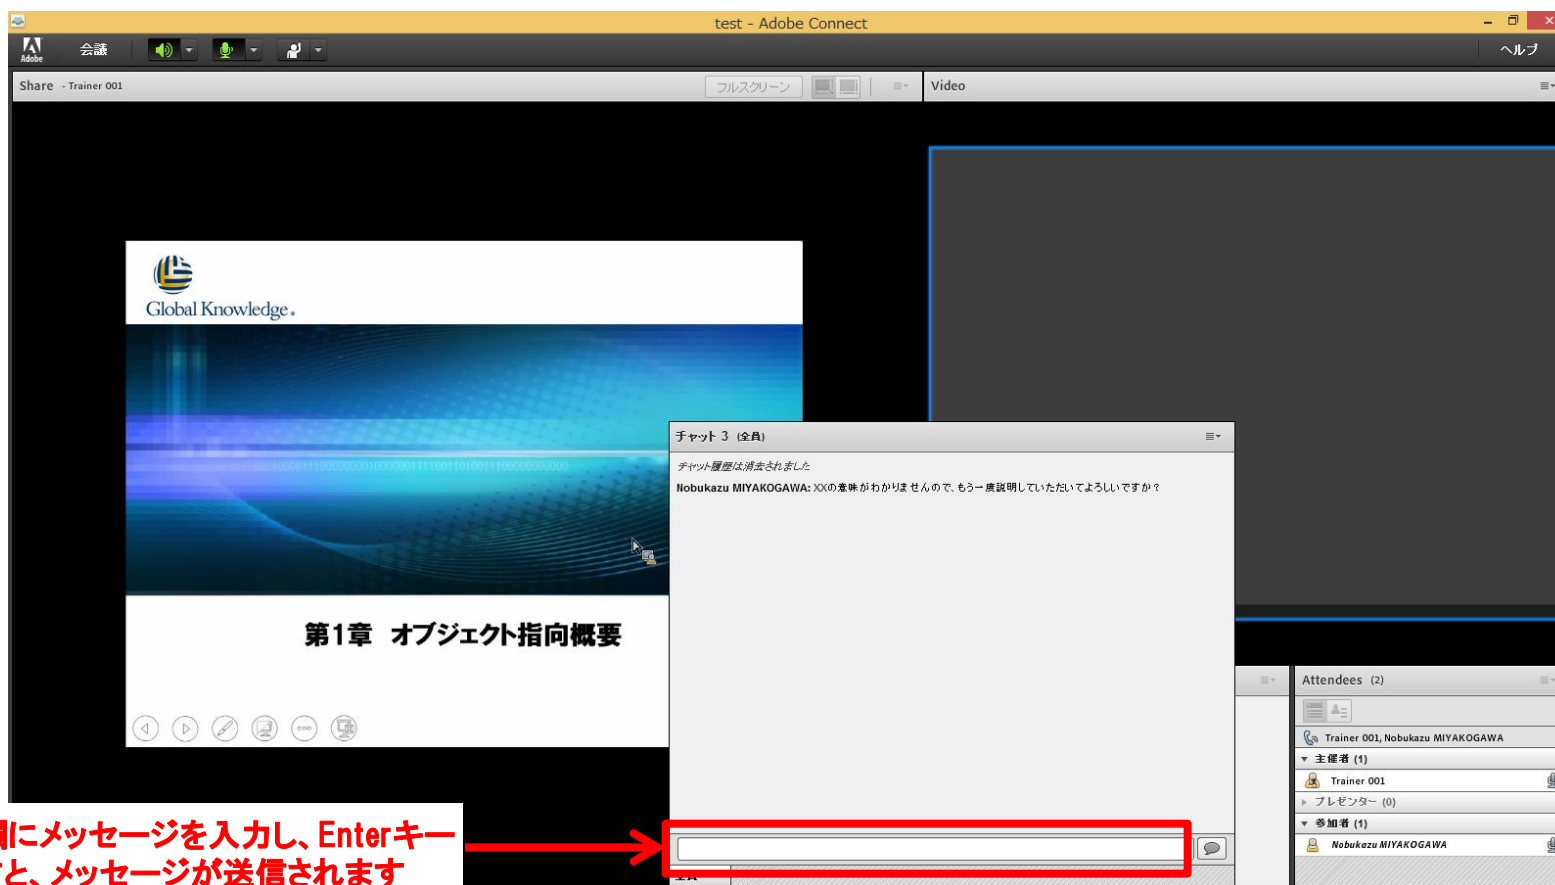 test - Adobe Connect
Adobe
会議
ヘルプ
Share - Trainer 001
フルスクリーン
Video
Global Knowledge®
第1章 オブジェクト指向概要
チャット 3 (全員)
チャット履歴は消去されました
Nobukazu MIYAKOGAWA: XXの意味がわかりませんので、もう一度説明していただいてよろしいですか？
Attendees (2)
Trainer 001, Nobukazu MIYAKOGAWA
主催者 (1)
Trainer 001
プレゼンター (0)
参加者 (1)
Nobukazu MIYAKOGAWA
にメッセージを入力し、Enterキー
と、メッセージが送信されます